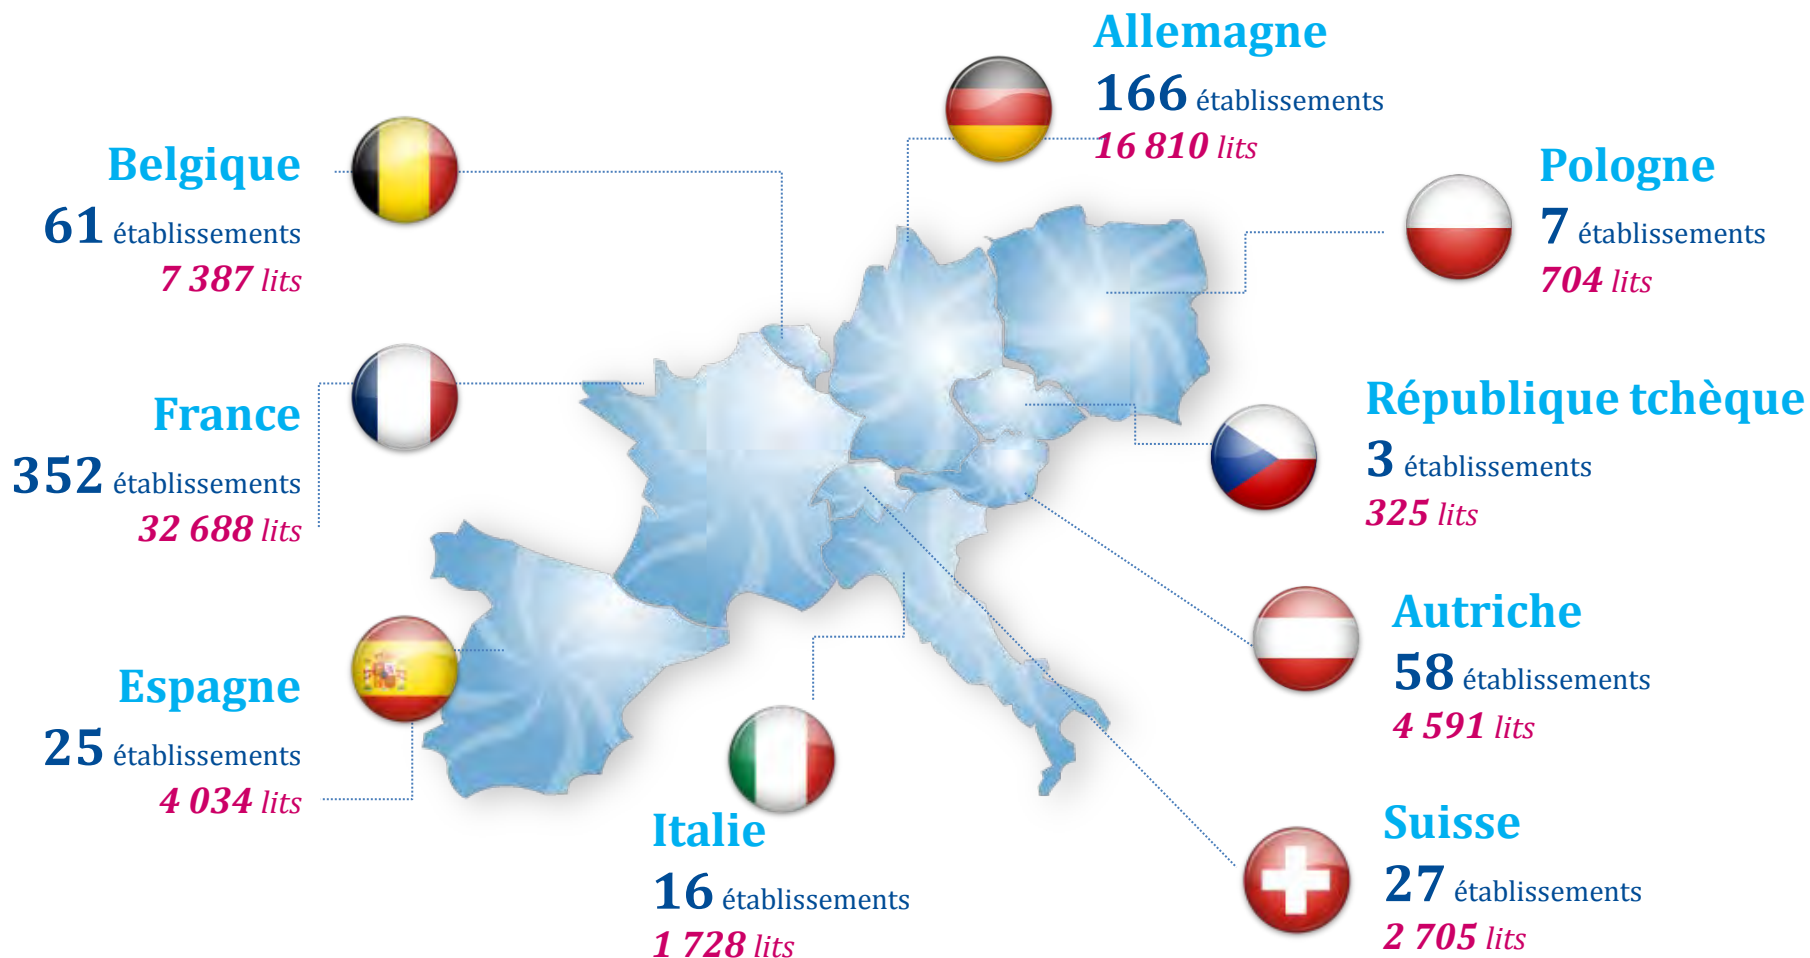 Allemagne
166 établissements
16 810 lits
Belgique
61 établissements
7 387 lits
Pologne
7 établissements
704 lits
France
352 établissements
32 688 lits
République tchèque
3 établissements
325 lits
Autriche
58 établissements
4 591 lits
Espagne
25 établissements
4 034 lits
Italie
16 établissements
1 728 lits
Suisse
27 établissements
2 705 lits